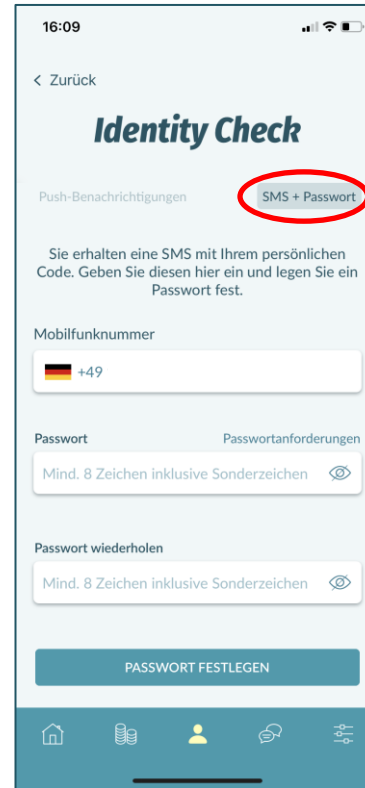 16:09
< Zurück
Identity Check
Push-Benachrichtigungen SMS + Passwort
Sie erhalten eine SMS mit Ihrem persönlichen
Code. Geben Sie diesen hier ein und legen Sie ein
Passwort fest.
Mobilfunknummer
+49
Passwort Passwortanforderungen
Mind. 8 Zeichen inklusive Sonderzeichen
Passwort wiederholen
Mind. 8 Zeichen inklusive Sonderzeichen
PASSWORT FESTLEGEN